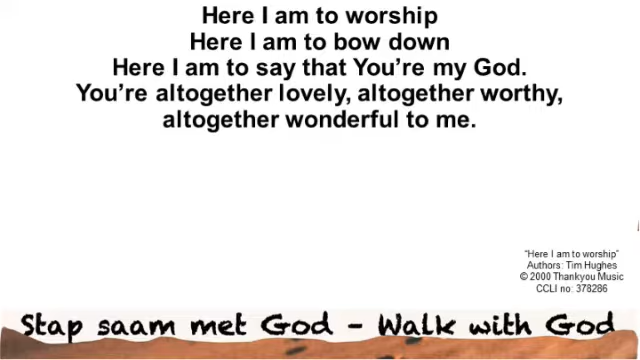 Here I am to worship
Here I am to bow down
Here I am to say that You’re my God.
You’re altogether lovely, altogether worthy,
altogether wonderful to me.
“Here I am to worship”
Authors: Tim Hughes
© 2000 Thankyou Music
CCLI no: 378286
Stap saam met God – Walk with God